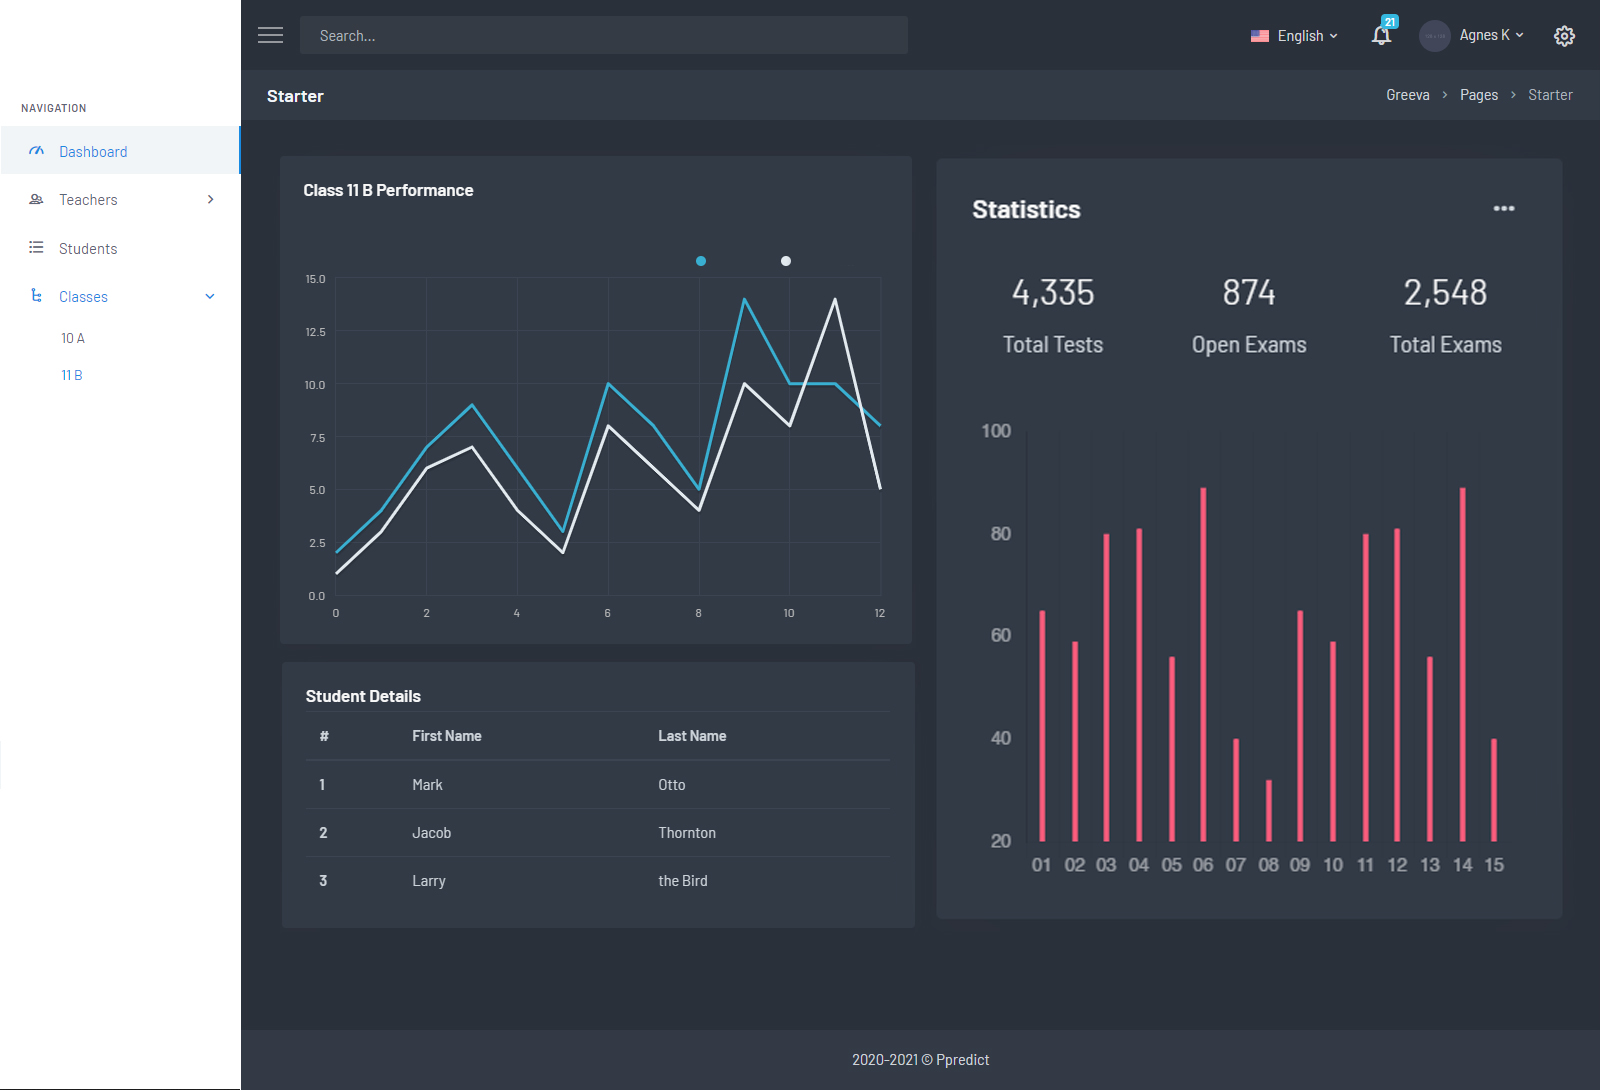 Search...
English
21
Agnes K
NAVIGATION
Starter
Greeva > Pages > Starter
Dashboard
Teachers
Students
Classes
10 A
11 B
Class 11 B Performance
15.0
12.5
10.0
7.5
5.0
2.5
0.0
0 2 4 6 8 10 12
Statistics
4,335 874 2,548
Total Tests Open Exams Total Exams
100
80
60
40
20
01 02 03 04 05 06 07 08 09 10 11 12 13 14 15
Student Details
# First Name Last Name
1 Mark Otto
2 Jacob Thornton
3 Larry the Bird
2020-2021 © Ppredict